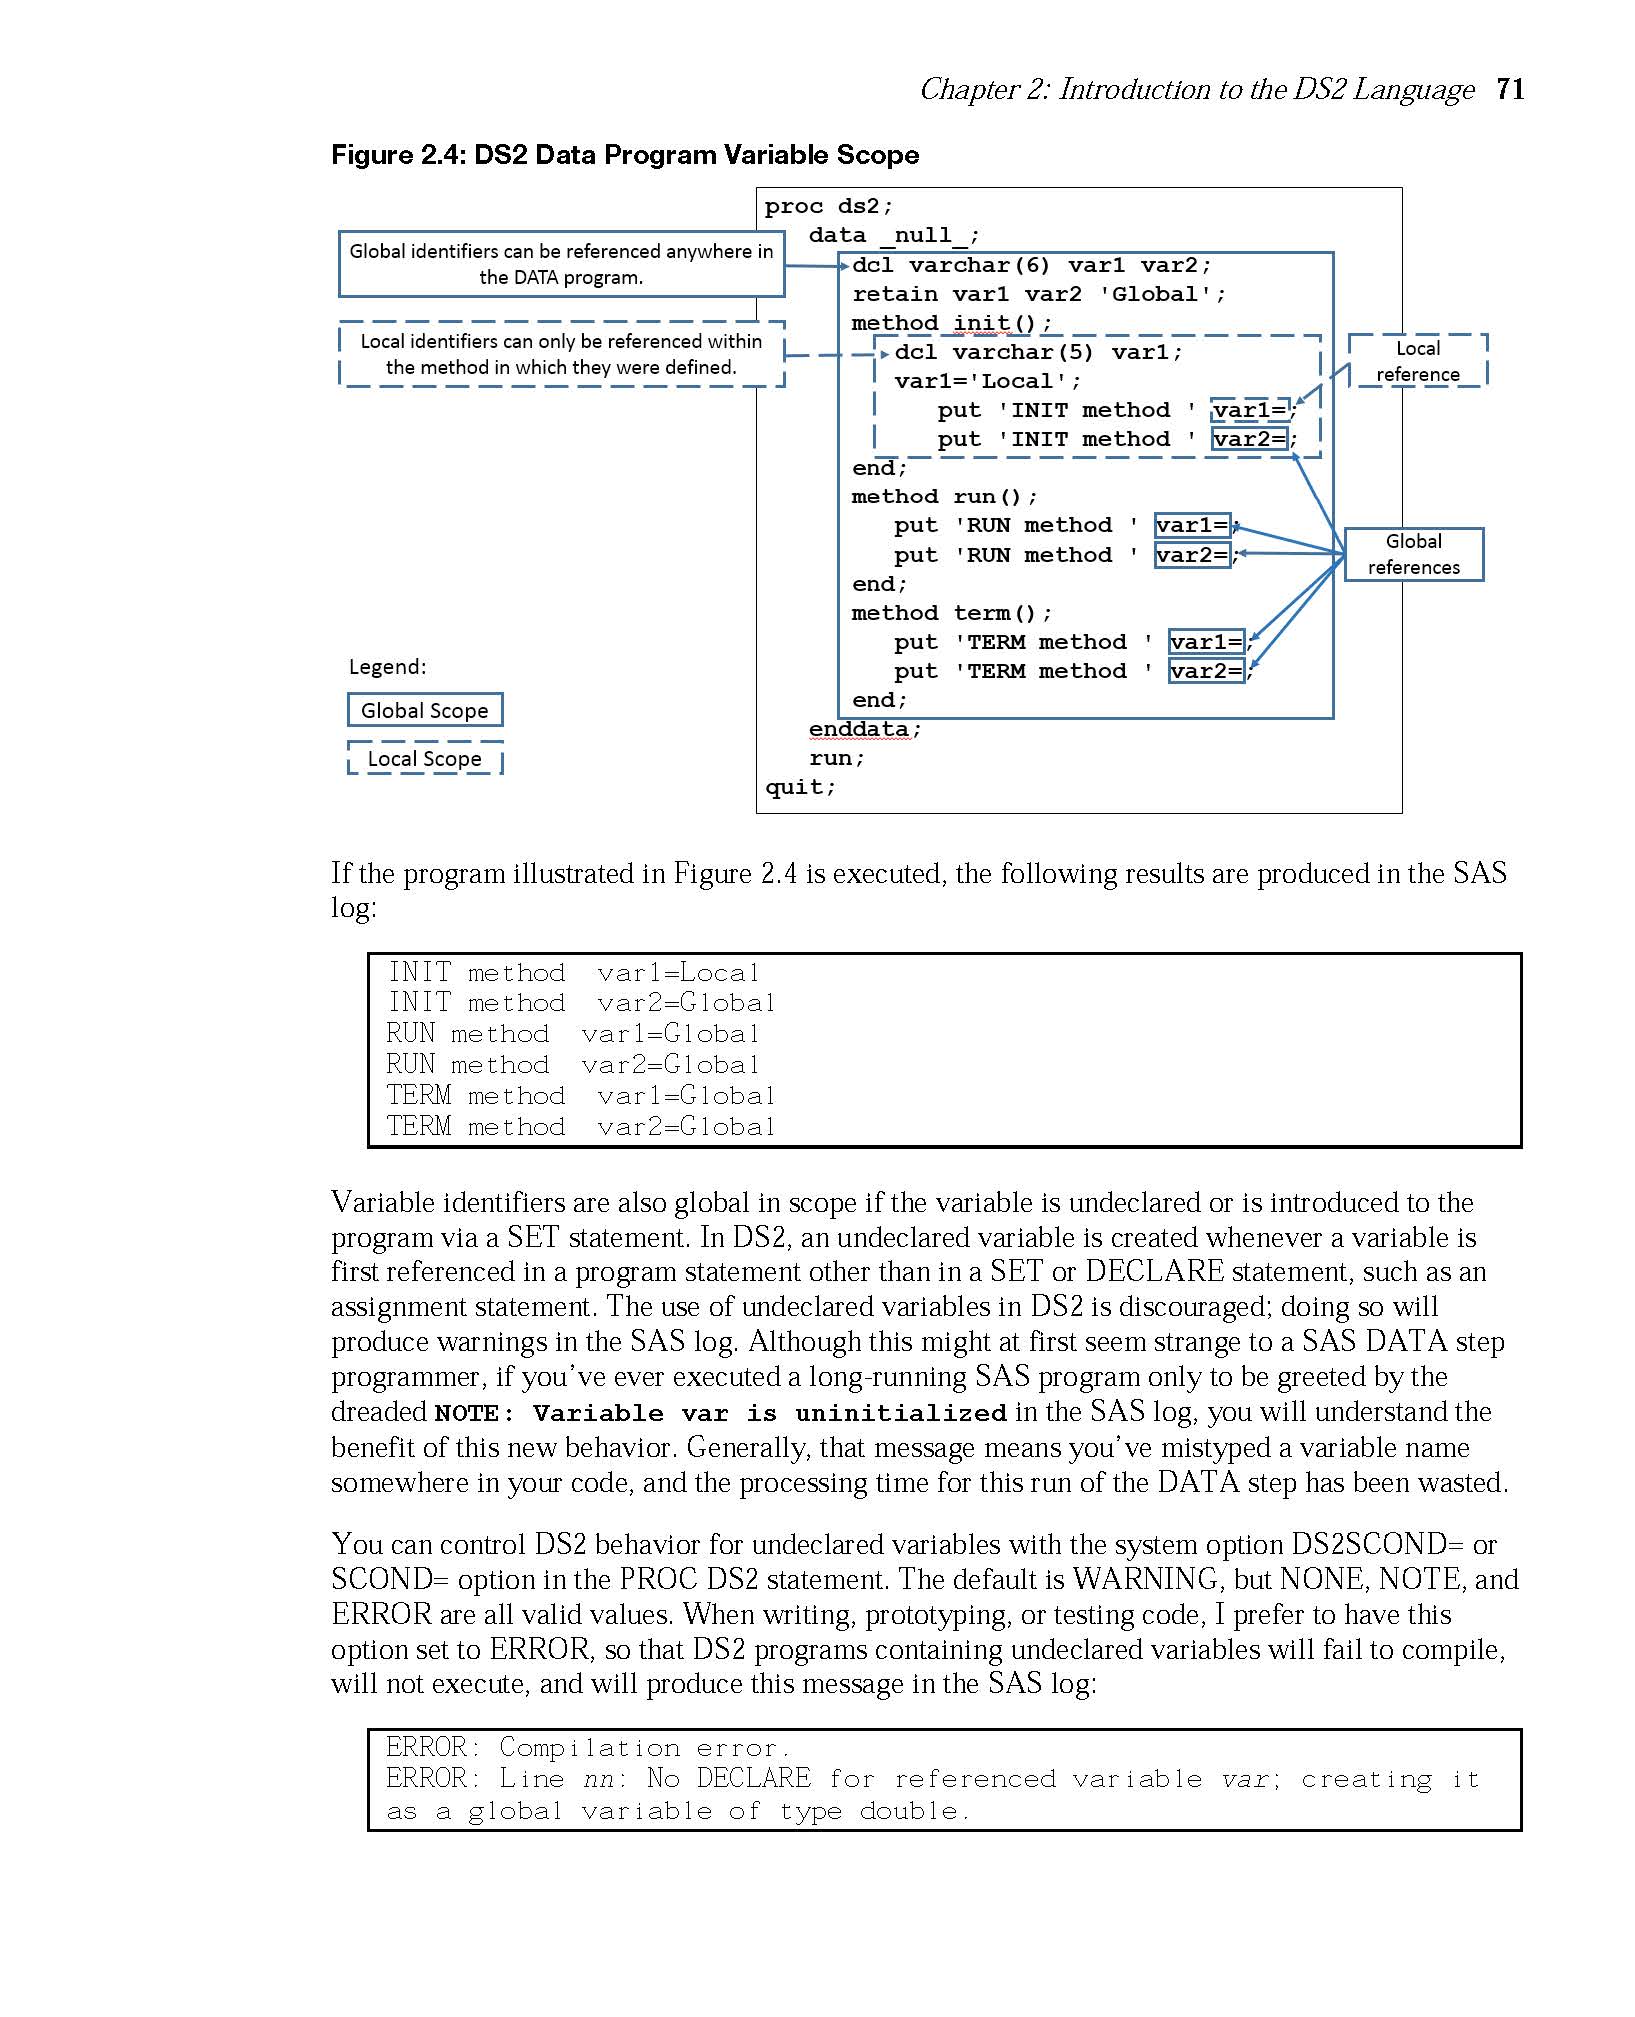 Chapter 2: Introduction to the DS2 Language 71
Figure 2.4: DS2 Data Program Variable Scope
Global identifiers can be referenced anywhere in
the DATA program.
Local identifiers can only be referenced within
the method in which they were defined.
Legend:
Global Scope
Local Scope
proc ds2;
data _null_;
dcl varchar(6) var1 var2;
retain var1 var2 'Global';
method init();
dcl varchar(5) var1;
var1='Local';
put 'INIT method ' var1=;
put 'INIT method ' var2=;
end;
method run();
put 'RUN method ' var1=;
put 'RUN method ' var2=;
end;
method term();
put 'TERM method ' var1=;
put 'TERM method ' var2=;
end;
enddata;
run;
quit;
Local
reference
Global
references
If the program illustrated in Figure 2.4 is executed, the following results are produced in the SAS
log:
INIT method  var1=Local
INIT method  var2=Global
RUN method  var1=Global
RUN method  var2=Global
TERM method  var1=Global
TERM method  var2=Global
Variable identifiers are also global in scope if the variable is undeclared or is introduced to the
program via a SET statement. In DS2, an undeclared variable is created whenever a variable is
first referenced in a program statement other than in a SET or DECLARE statement, such as an
assignment statement. The use of undeclared variables in DS2 is discouraged; doing so will
produce warnings in the SAS log. Although this might at first seem strange to a SAS DATA step
programmer, if you’ve ever executed a long-running SAS program only to be greeted by the
dreaded NOTE: Variable var is uninitialized in the SAS log, you will understand the
benefit of this new behavior. Generally, that message means you’ve mistyped a variable name
somewhere in your code, and the processing time for this run of the DATA step has been wasted.
You can control DS2 behavior for undeclared variables with the system option DS2SCOND= or
SCOND= option in the PROC DS2 statement. The default is WARNING, but NONE, NOTE, and
ERROR are all valid values. When writing, prototyping, or testing code, I prefer to have this
option set to ERROR, so that DS2 programs containing undeclared variables will fail to compile,
will not execute, and will produce this message in the SAS log:
ERROR: Compilation error.
ERROR: Line nn: No DECLARE for referenced variable var; creating it
as a global variable of type double.